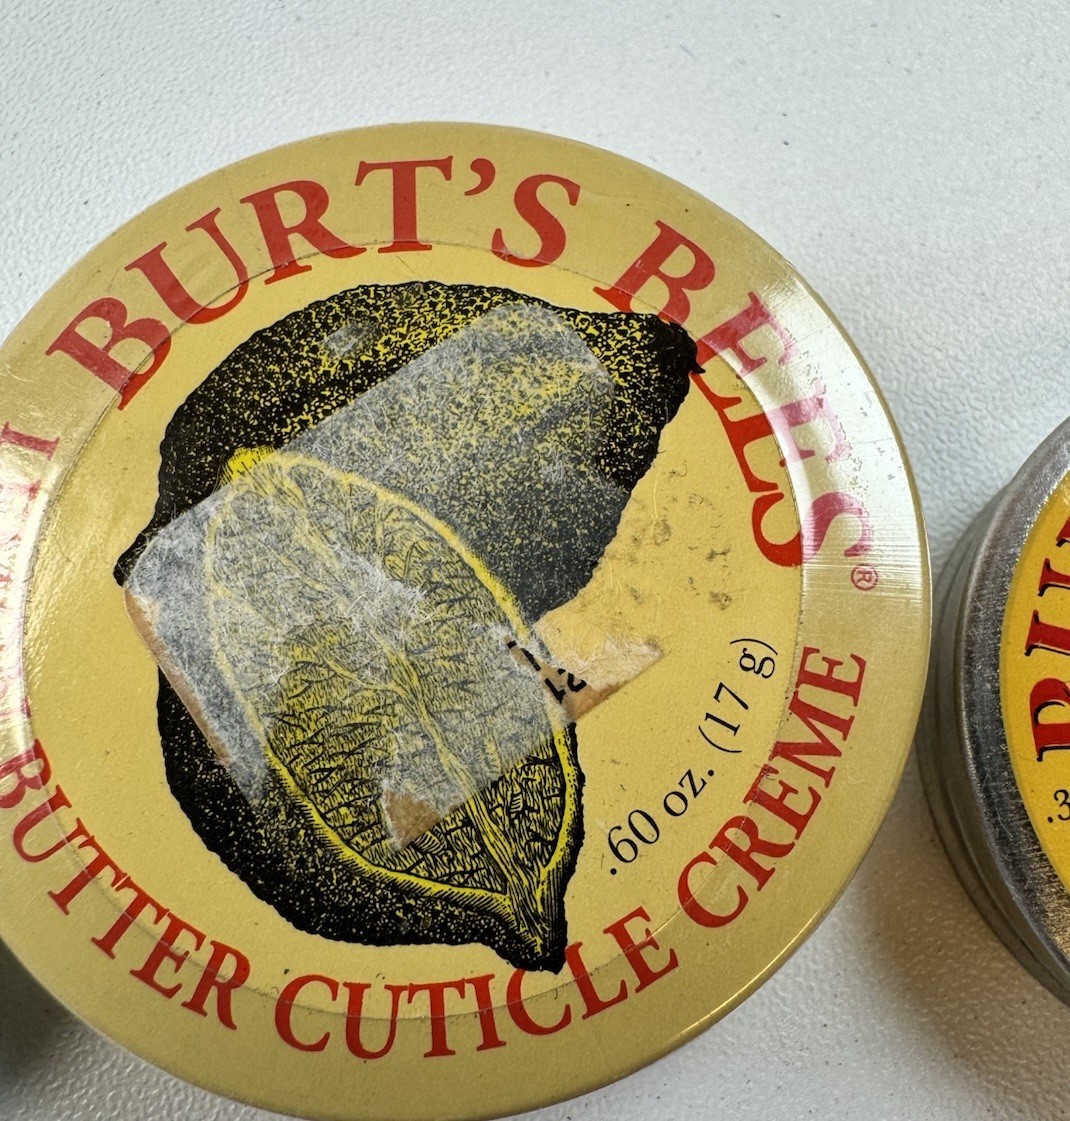 BURT'S BEES®
BUTTER CUTICLE CREME
.60 oz. (17 g)